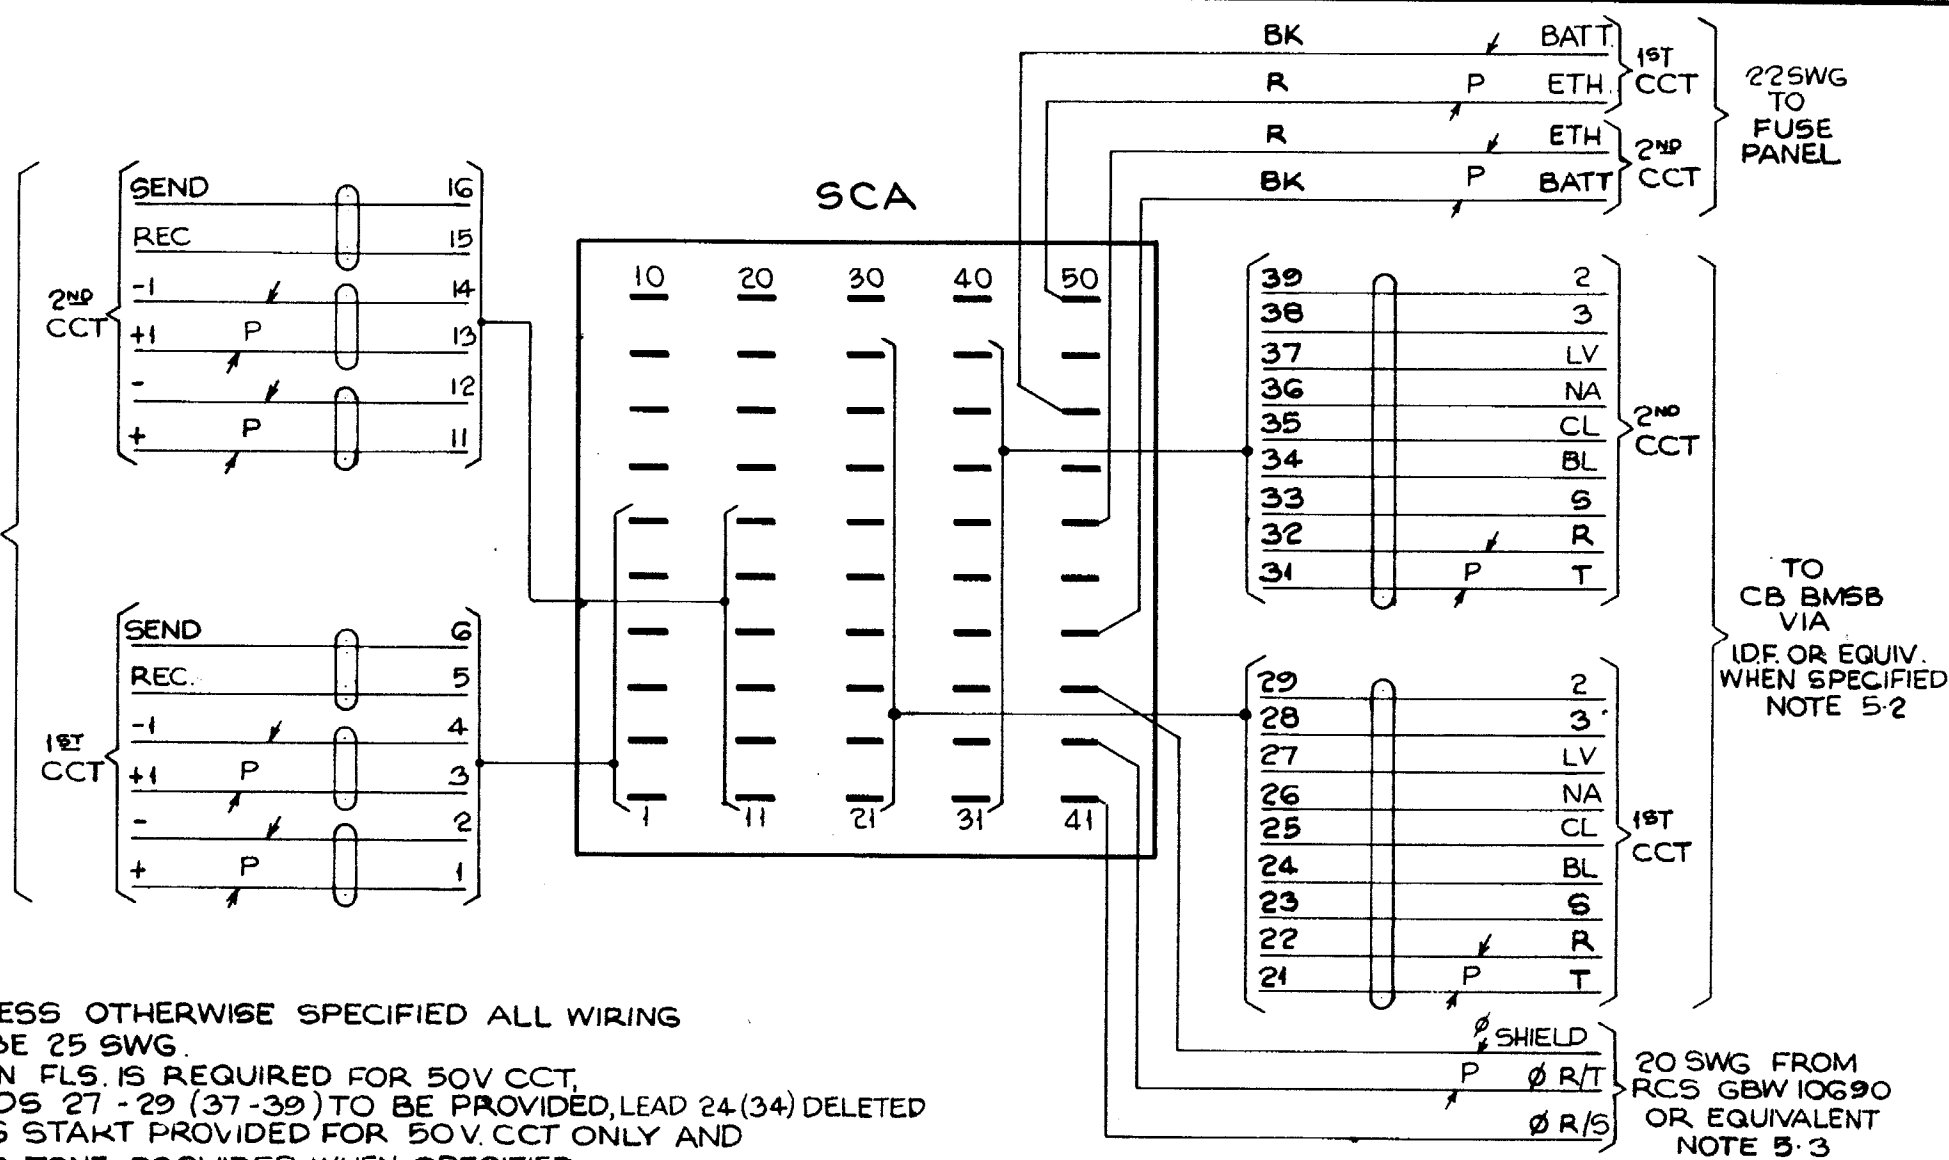 BK BATT
R P ETH.
1ST CCT
R ETH
BK P BATT
2ND CCT
22SWG
TO
FUSE
PANEL
SCA
SEND 16
REC 15
-1 14
+1 P 13
- 12
+ P 11
2ND
CCT
SEND 6
REC. 5
-1 4
+1 P 3
- 2
+ P 1
1ST
CCT
10 20 30 40 50
1 11 21 31 41
39 2
38 3
37 LV
36 NA
35 CL
34 BL
33 S
32 R
31 P T
2ND
CCT
29 2
28 3
27 LV
26 NA
25 CL
24 BL
23 S
22 R
21 P T
1ST
CCT
TO
CB BMSB
VIA
I.D.F. OR EQUIV.
WHEN SPECIFIED
NOTE 5·2
Ø SHIELD
P Ø R/T
Ø R/S
20 SWG FROM
RCS GBW 10690
OR EQUIVALENT
NOTE 5·3
ESS OTHERWISE SPECIFIED ALL WIRING
BE 25 SWG.
N FLS. IS REQUIRED FOR 50V CCT,
DS 27-29 (37-39) TO BE PROVIDED, LEAD 24(34) DELETED
S START PROVIDED FOR 50V. CCT ONLY AND